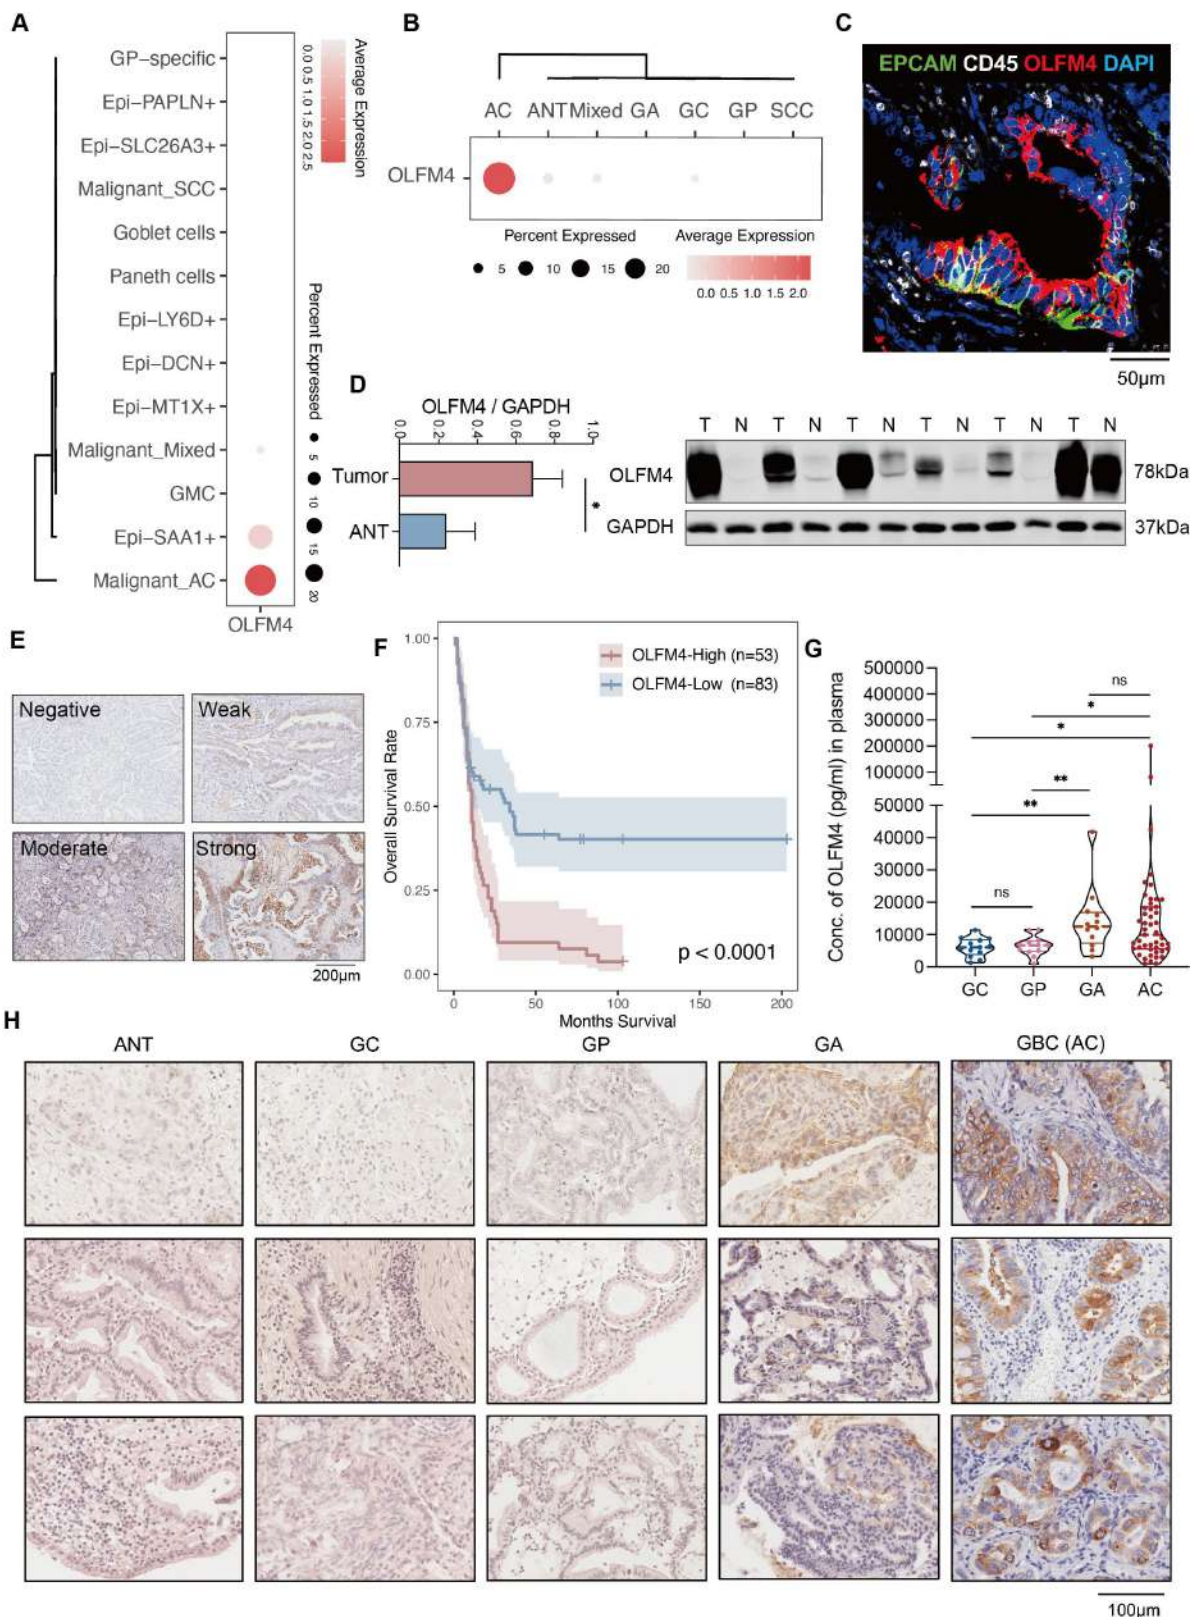 A
GP–specific
Epi–PAPLN+
Epi–SLC26A3+
Malignant_SCC
Goblet cells
Paneth cells
Epi–LY6D+
Epi–DCN+
Epi–MT1X+
Malignant_Mixed
GMC
Epi–SAA1+
Malignant_AC
OLFM4
Average Expression
0.0 0.5 1.0 1.5 2.0 2.5
Percent Expressed
5
10
15
20
B
AC ANT Mixed GA GC GP SCC
OLFM4
Percent Expressed
5 10 15 20
Average Expression
0.0 0.5 1.0 1.5 2.0
C
EPCAM CD45 OLFM4 DAPI
50μm
D
OLFM4 / GAPDH
0.0 0.2 0.4 0.6 0.8 1.0
Tumor
ANT
*
T N T N T N T N T N T N
OLFM4
78kDa
GAPDH
37kDa
E
Negative
Weak
Moderate
Strong
200μm
F
Overall Survival Rate
1.00
0.75
0.50
0.25
0.00
OLFM4-High (n=53)
OLFM4-Low (n=83)
p < 0.0001
0 50 100 150 200
Months Survival
G
Conc. of OLFM4 (pg/ml) in plasma
500000
400000
300000
200000
100000
50000
40000
30000
20000
10000
0
ns
*
*
**
**
ns
GC GP GA AC
H
ANT GC GP GA GBC (AC)
100μm